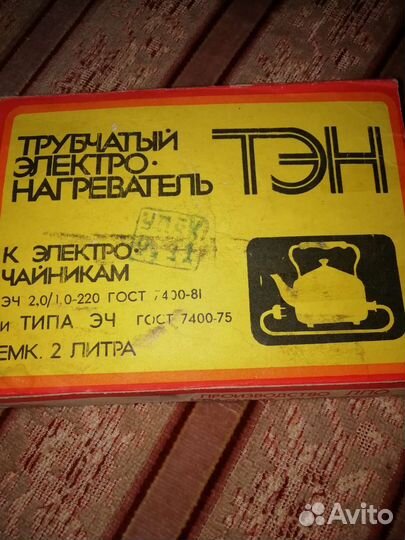 ТРУБЧАТЫЙ
ЭЛЕКТРО-
НАГРЕВАТЕЛЬ
ТЭН
К ЭЛЕКТРО-
ЧАЙНИКАМ
ЭЧ 2,0/1,0-220 ГОСТ 7400-81
и ТИПА ЭЧ ГОСТ 7400-75
ЕМК. 2 ЛИТРА
ПРОИЗВОДСТВО
Avito